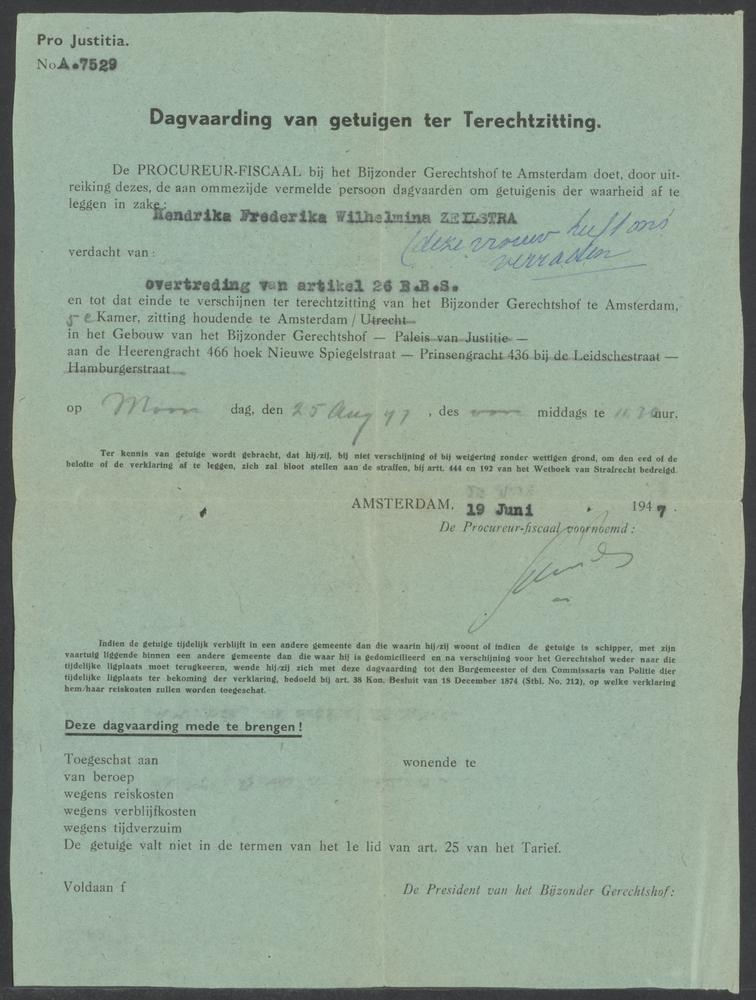 Pro Justitia.
No A.7529
Dagvaarding van getuigen ter Terechtzitting.
De PROCUREUR-FISCAAL bij het Bijzonder Gerechtshof te Amsterdam doet, door uit-
reiking dezes, de aan ommezijde vermelde persoon dagvaarden om getuigenis der waarheid af te
leggen in zake:
Hendrika Frederika Wilhelmina ZEILSTRA
(deze vrouw heeft ons
verraden
verdacht van:
overtreding van artikel 26 B.B.S.
en tot dat einde te verschijnen ter terechtzitting van het Bijzonder Gerechtshof te Amsterdam,
5e Kamer, zitting houdende te Amsterdam / Utrecht
in het Gebouw van het Bijzonder Gerechtshof — Paleis van Justitie —
aan de Heerengracht 466 hoek Nieuwe Spiegelstraat — Prinsengracht 436 bij de Leidschestraat —
Hamburgerstraat
op Maan dag, den 25 Aug 47, des voor middags te 11.30 uur.
Ter kennis van getuige wordt gebracht, dat hij/zij, bij niet verschijning of bij weigering zonder wettigen grond, om den eed of de
belofte of de verklaring af te leggen, zich zal bloot stellen aan de straffen, bij artt. 444 en 192 van het Wetboek van Strafrecht bedreigd.
AMSTERDAM, 19 Juni 1947.
De Procureur-fiscaal voornoemd:
Indien de getuige tijdelijk verblijft in een andere gemeente dan die waarin hij/zij woont of indien de getuige is schipper, met zijn
vaartuig liggende binnen een andere gemeente dan die waar hij is gedomicilieerd en na verschijning voor het Gerechtshof weder naar die
tijdelijke ligplaats moet terugkeeren, wende hij/zij zich met deze dagvaarding tot den Burgemeester of den Commissaris van Politie dier
tijdelijke ligplaats ter bekoming der verklaring, bedoeld bij art. 38 Kon. Besluit van 18 December 1874 (Stbl. No. 212), op welke verklaring
hem/haar reiskosten zullen worden toegeschat.
Deze dagvaarding mede te brengen!
Toegeschat aan wonende te
van beroep
wegens reiskosten
wegens verblijfkosten
wegens tijdverzuim
De getuige valt niet in de termen van het 1e lid van art. 25 van het Tarief.
Voldaan f De President van het Bijzonder Gerechtshof: